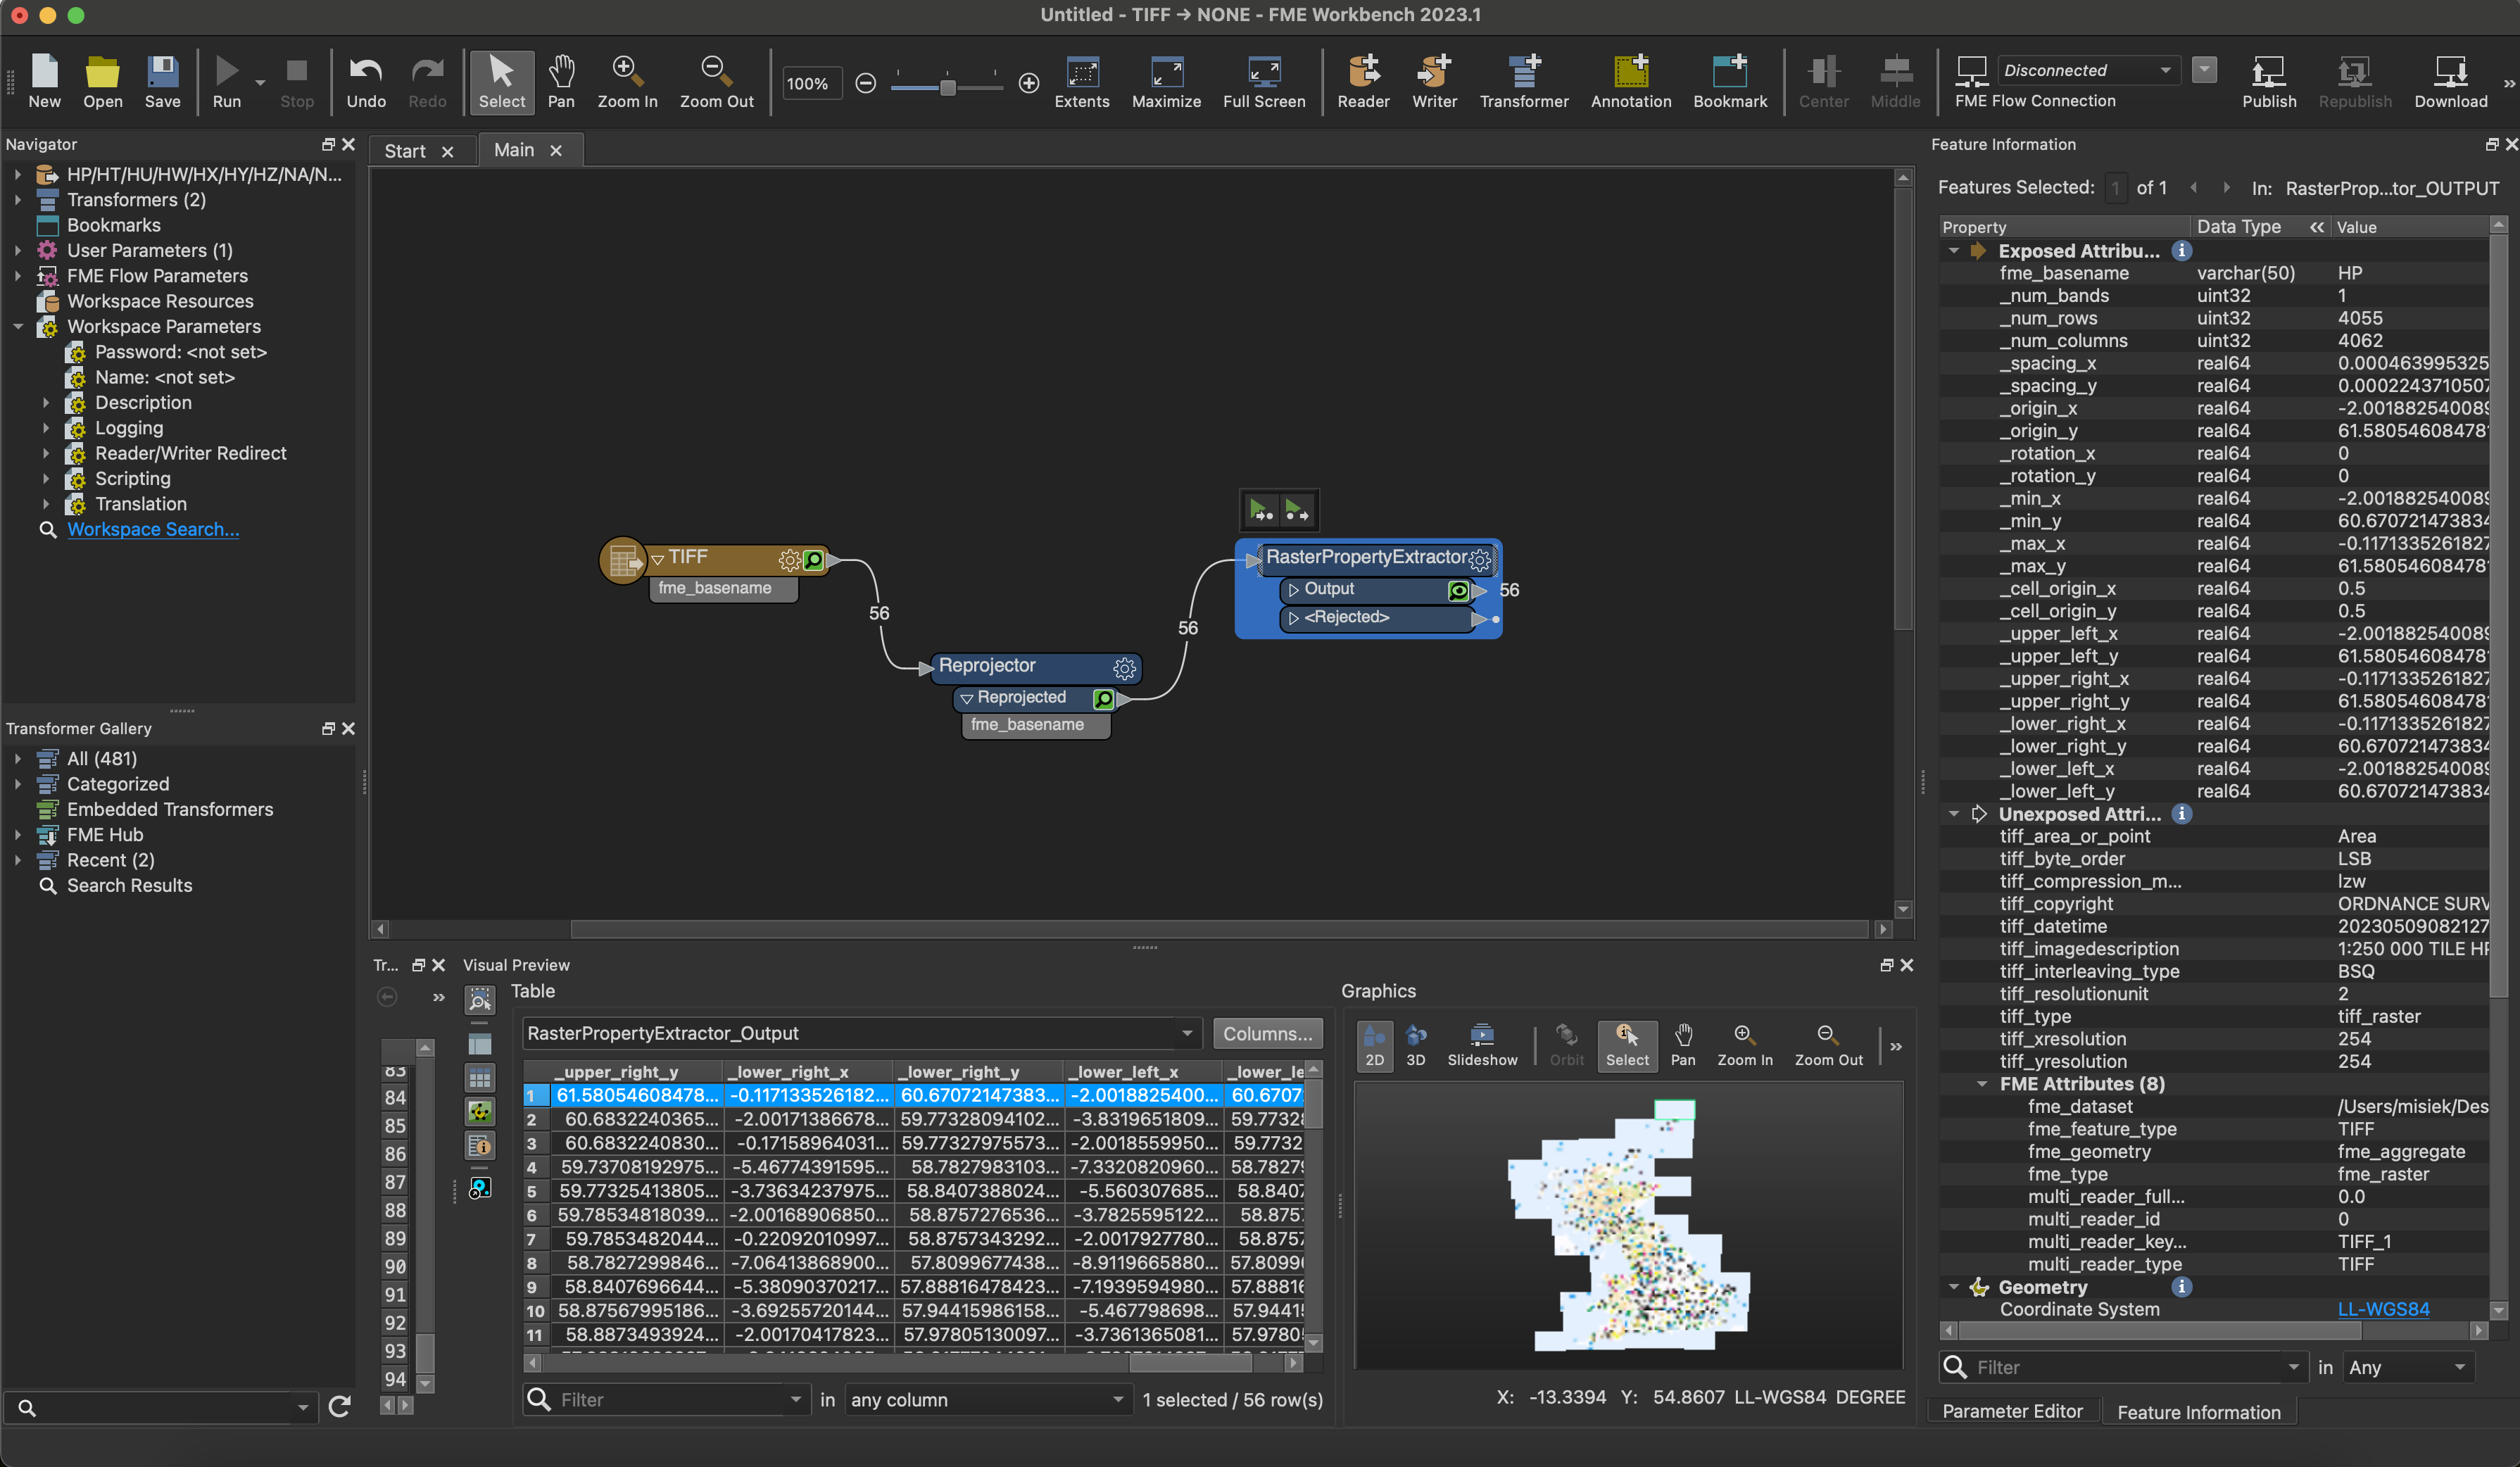 Untitled - TIFF → NONE - FME Workbench 2023.1
New Open Save Run Stop Undo Redo Select Pan Zoom In Zoom Out 100% Extents Maximize Full Screen Reader Writer Transformer Annotation Bookmark Center Middle Disconnected FME Flow Connection Publish Republish Download
Navigator
HP/HT/HU/HW/HX/HY/HZ/NA/N...
Transformers (2)
Bookmarks
User Parameters (1)
FME Flow Parameters
Workspace Resources
Workspace Parameters
Password: <not set>
Name: <not set>
Description
Logging
Reader/Writer Redirect
Scripting
Translation
Workspace Search...
Transformer Gallery
All (481)
Categorized
Embedded Transformers
FME Hub
Recent (2)
Search Results
Start
Main
TIFF
fme_basename
56
Reprojector
Reprojected
fme_basename
56
RasterPropertyExtractor
Output
56
<Rejected>
Tr...
84
85
86
87
88
89
90
91
92
93
94
Visual Preview
Table
RasterPropertyExtractor_Output
Columns...
_upper_right_y _lower_right_x _lower_right_y _lower_left_x _lower_le
1 61.58054608478... -0.117133526182... 60.67072147383... -2.0018825400... 60.6707
2 60.6832240365... -2.00171386678... 59.77328094102... -3.8319651809... 59.7732
3 60.6832240830... -0.17158964031... 59.77327975573... -2.0018559950... 59.7732
4 59.73708192975... -5.46774391595... 58.7827983103... -7.3320820960... 58.7827
5 59.77325413805... -3.73634237975... 58.8407388024... -5.560307685... 58.8407
6 59.78534818039... -2.00168906850... 58.8757276536... -3.7825595122... 58.875
7 59.7853482044... -0.22092010997... 58.8757343292... -2.0017927780... 58.8757
8 58.7827299846... -7.06413868900... 57.8099677438... -8.9119665880... 57.8099
9 58.8407696644... -5.38090370217... 57.88816478423... -7.1939594980... 57.88816
10 58.87567995186... -3.69255720144... 57.94415986158... -5.467798698... 57.9441
11 58.8873493924... -2.00170417823... 57.97805130097... -3.7361365081... 57.9780
Filter in any column 1 selected / 56 row(s)
Graphics
2D 3D Slideshow Orbit Select Pan Zoom In Zoom Out
X: -13.3394 Y: 54.8607 LL-WGS84 DEGREE
Feature Information
Features Selected: 1 of 1 In: RasterProp...tor_OUTPUT
Property Data Type Value
Exposed Attribu...
fme_basename varchar(50) HP
_num_bands uint32 1
_num_rows uint32 4055
_num_columns uint32 4062
_spacing_x real64 0.000463995325
_spacing_y real64 0.000224371050
_origin_x real64 -2.001882540089
_origin_y real64 61.58054608478
_rotation_x real64 0
_rotation_y real64 0
_min_x real64 -2.001882540089
_min_y real64 60.670721473834
_max_x real64 -0.1171335261827
_max_y real64 61.58054608478
_cell_origin_x real64 0.5
_cell_origin_y real64 0.5
_upper_left_x real64 -2.001882540089
_upper_left_y real64 61.58054608478
_upper_right_x real64 -0.1171335261827
_upper_right_y real64 61.58054608478
_lower_right_x real64 -0.1171335261827
_lower_right_y real64 60.670721473834
_lower_left_x real64 -2.001882540089
_lower_left_y real64 60.670721473834
Unexposed Attri...
tiff_area_or_point Area
tiff_byte_order LSB
tiff_compression_m... lzw
tiff_copyright ORDNANCE SURV
tiff_datetime 20230509082127
tiff_imagedescription 1:250 000 TILE HP
tiff_interleaving_type BSQ
tiff_resolutionunit 2
tiff_type tiff_raster
tiff_xresolution 254
tiff_yresolution 254
FME Attributes (8)
fme_dataset /Users/misiek/Des
fme_feature_type TIFF
fme_geometry fme_aggregate
fme_type fme_raster
multi_reader_full... 0.0
multi_reader_id 0
multi_reader_key... TIFF_1
multi_reader_type TIFF
Geometry
Coordinate System LL-WGS84
Filter in Any
Parameter Editor Feature Information